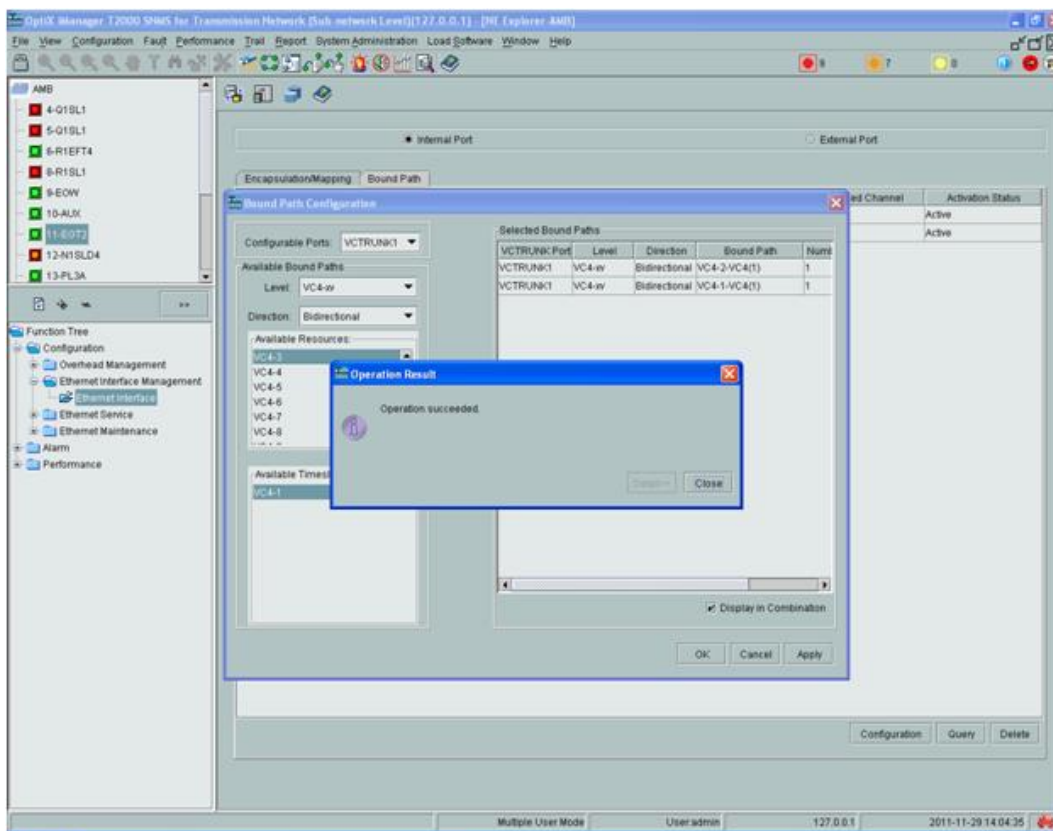 OptiX iManager T2000 SNMS for Transmission Network (Sub-network Level)(127.0.0.1) - [NE Explorer-AMB]
File View Configuration Fault Performance Trail Report System Administration Load Software Window Help
AMB
4-Q1SL1
5-Q1SL1
6-R1EFT4
8-R1SL1
9-EOW
10-AUX
11-EGT2
12-N1SLD4
13-PL3A
>>
Function Tree
Configuration
Overhead Management
Ethernet Interface Management
Ethernet Interface
Ethernet Service
Ethernet Maintenance
Alarm
Performance
Internal Port External Port
Encapsulation/Mapping Bound Path
ed Channel Activation Status
Active
Active
Bound Path Configuration
Configurable Ports: VCTRUNK1
Available Bound Paths
Level: VC4-xv
Direction: Bidirectional
Available Resources:
VC4-3
VC4-4
VC4-5
VC4-6
VC4-7
VC4-8
Available Timesl
VC4-1
Selected Bound Paths
VCTRUNK Port Level Direction Bound Path Numb
VCTRUNK1 VC4-xv Bidirectional VC4-2-VC4(1) 1
VCTRUNK1 VC4-xv Bidirectional VC4-1-VC4(1) 1
Display in Combination
OK Cancel Apply
Operation Result
Operation succeeded.
Close
Configuration Query Delete
Multiple User Mode User:admin 127.0.0.1 2011-11-29 14:04:35